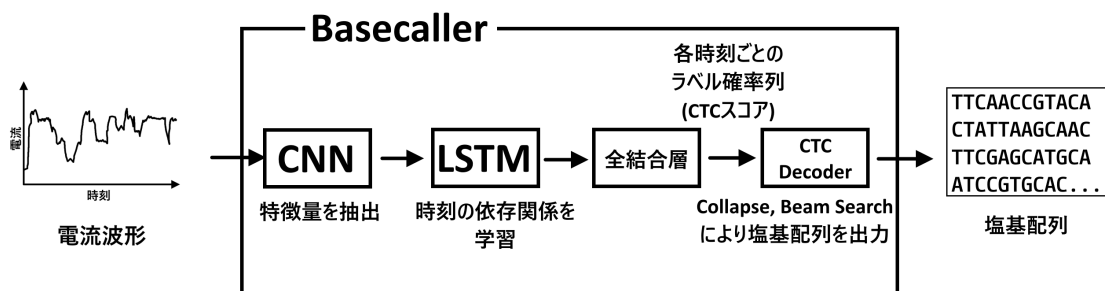 Basecaller
電流
時刻
電流波形
CNN
特徴量を抽出
LSTM
時刻の依存関係を
学習
全結合層
各時刻ごとの
ラベル確率列
(CTCスコア)
CTC
Decoder
Collapse, Beam Search
により塩基配列を出力
TTCAACCGTACA
CTATTAAGCAAC
TTCGAGCATGCA
ATCCGTGCAC...
塩基配列